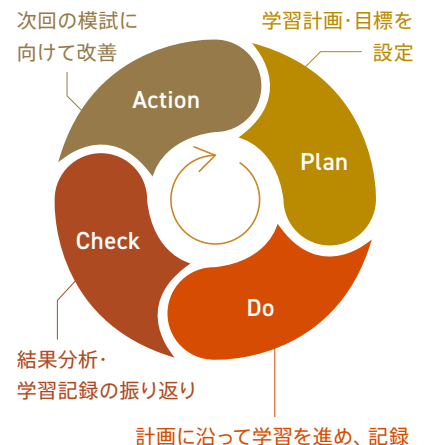 次回の模試に
向けて改善
学習計画・目標を
設定
Action
Plan
Check
Do
結果分析・
学習記録の振り返り
計画に沿って学習を進め、記録